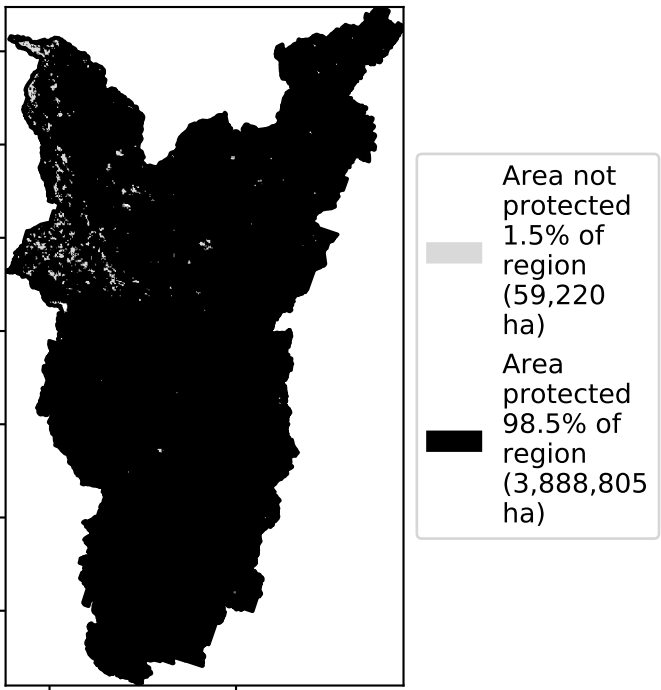 Area not
protected
1.5% of
region
(59,220
ha)
Area
protected
98.5% of
region
(3,888,805
ha)